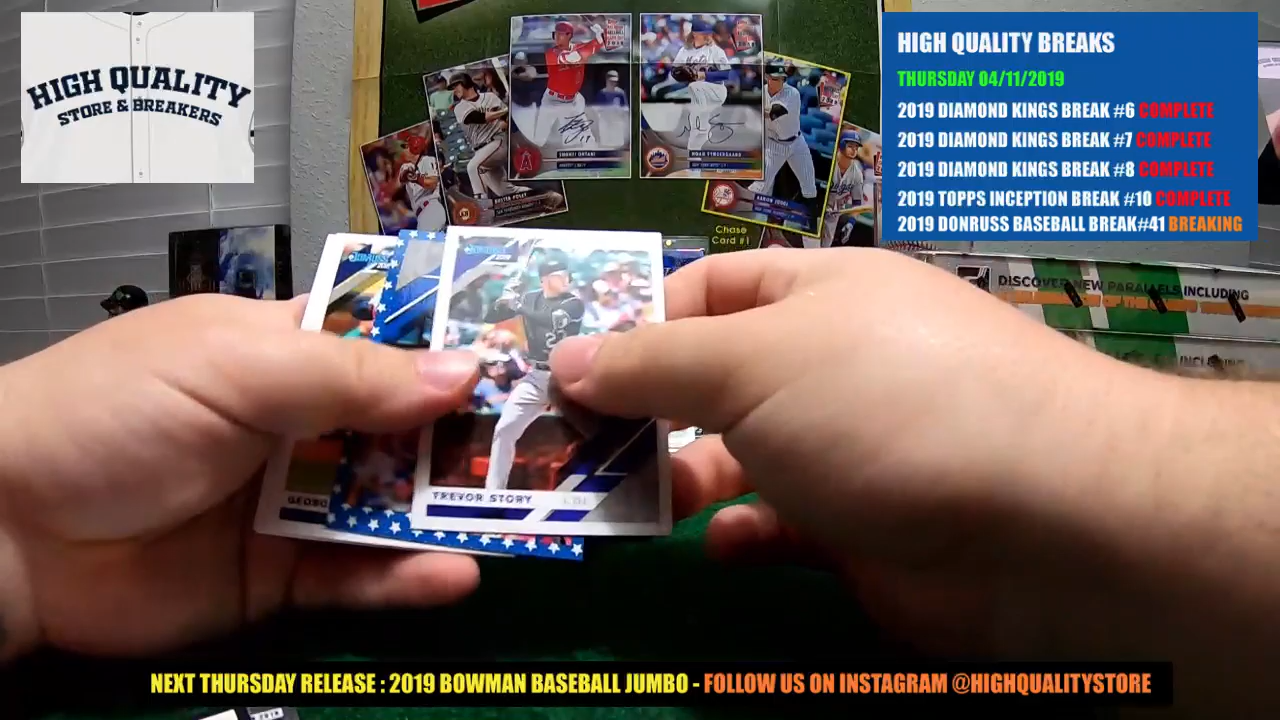 HIGH QUALITY
STORE & BREAKERS
HIGH QUALITY BREAKS
THURSDAY 04/11/2019
2019 DIAMOND KINGS BREAK #6 COMPLETE
2019 DIAMOND KINGS BREAK #7 COMPLETE
2019 DIAMOND KINGS BREAK #8 COMPLETE
2019 TOPPS INCEPTION BREAK #10 COMPLETE
2019 DONRUSS BASEBALL BREAK#41 BREAKING
Chase
Card #1
DISCOVER NEW PARALLELS INCLUDING
TREVOR STORY
GEORG
NEXT THURSDAY RELEASE : 2019 BOWMAN BASEBALL JUMBO - FOLLOW US ON INSTAGRAM @HIGHQUALITYSTORE